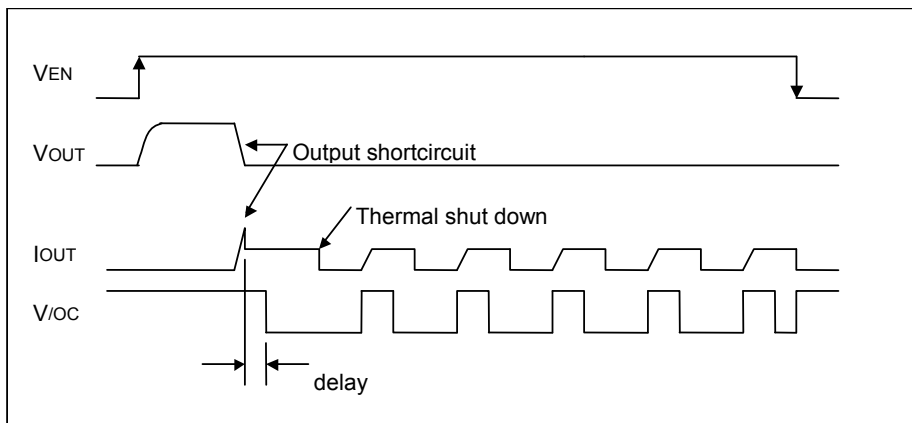 VEN
VOUT
Output shortcircuit
Thermal shut down
IOUT
V/OC
delay